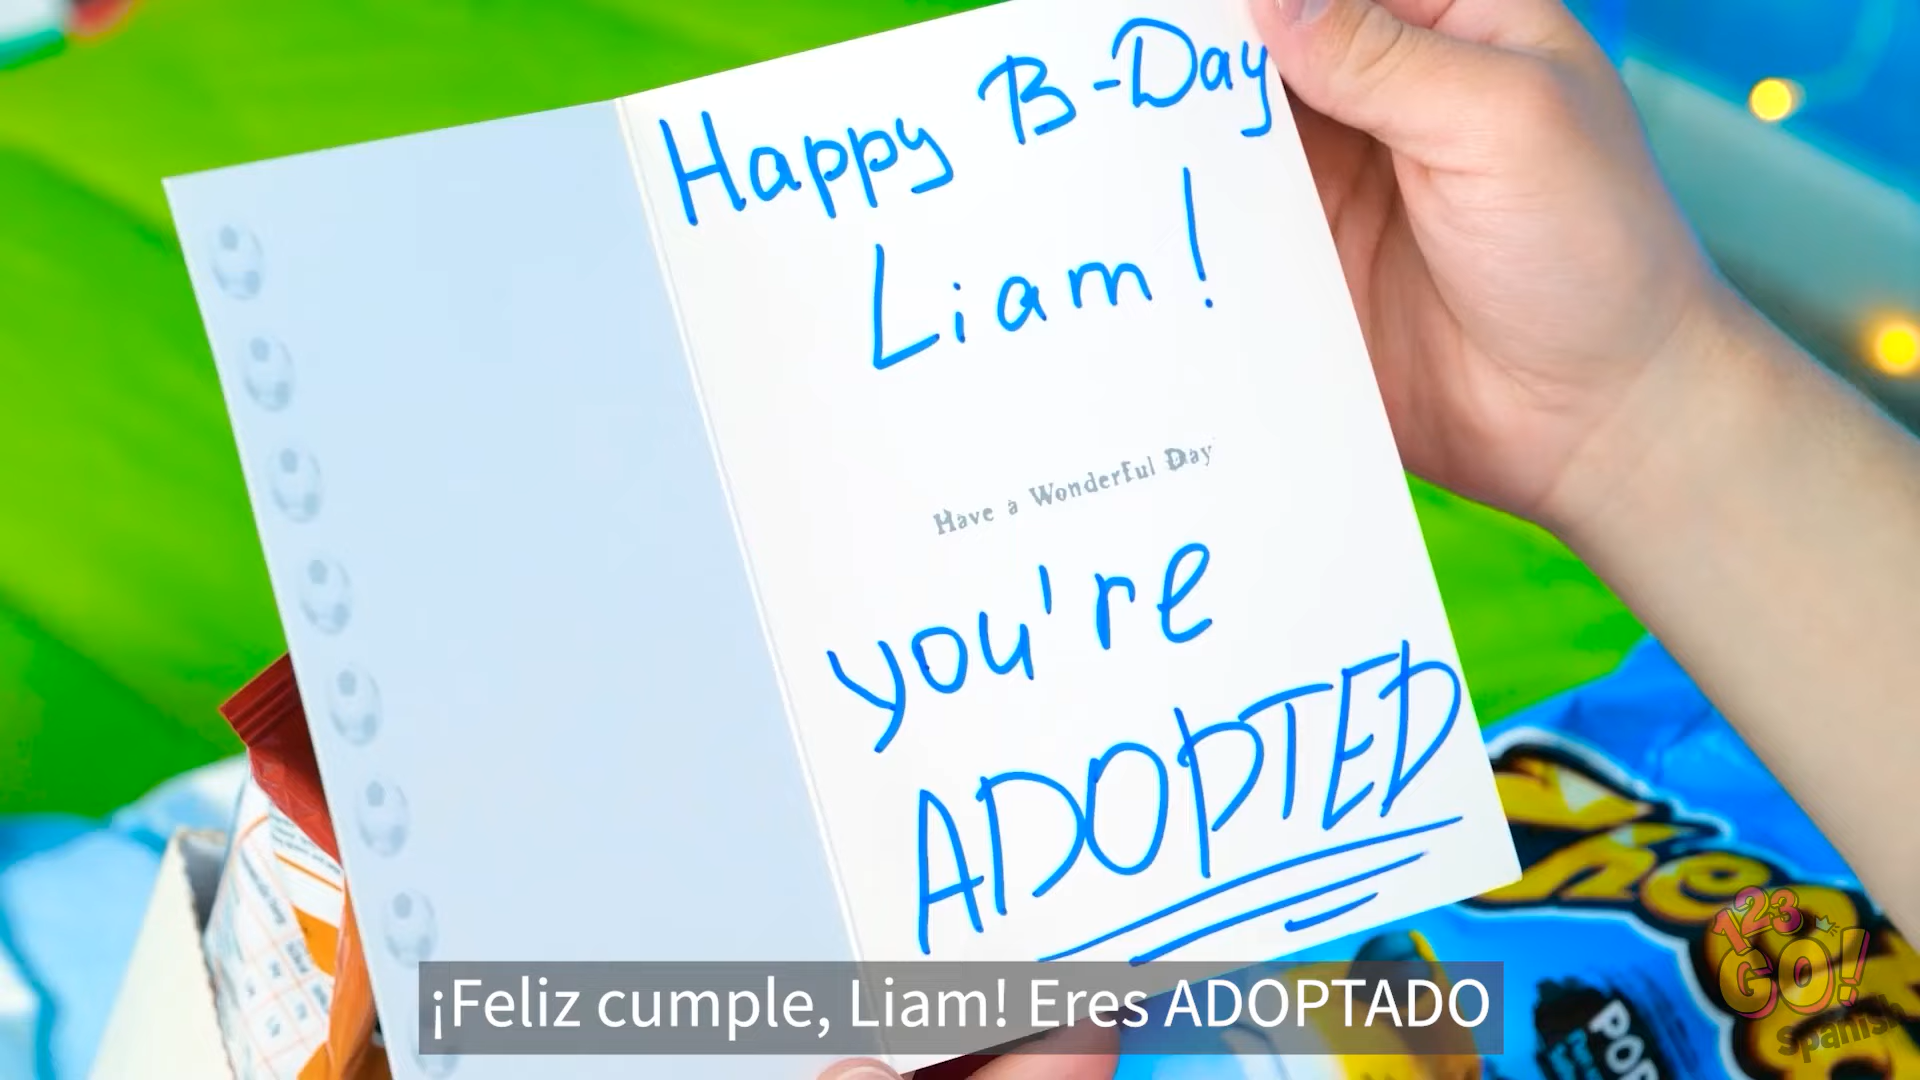 Happy B-Day
Liam!
Have a Wonderful Day
you're
ADOPTED
¡Feliz cumple, Liam! Eres ADOPTADO
123
GO!
Spanish